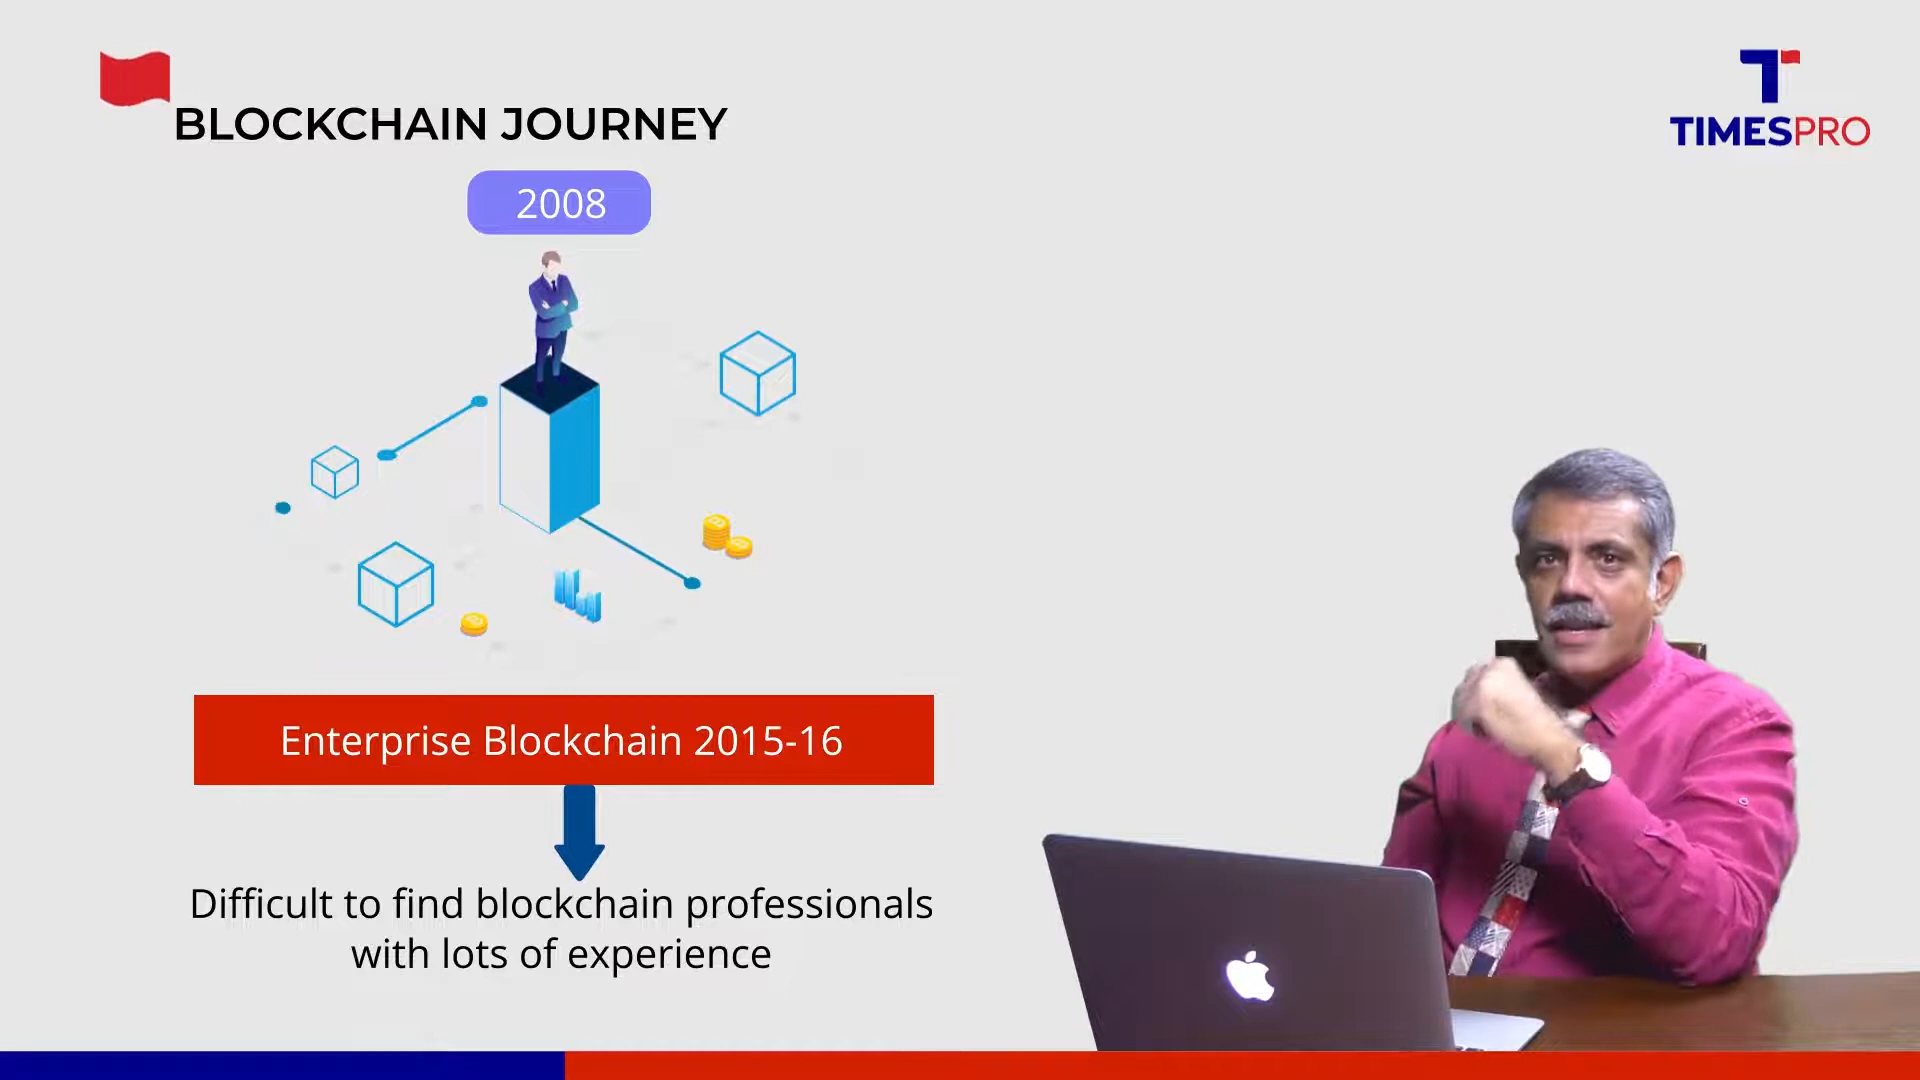 BLOCKCHAIN JOURNEY
TIMESPRO
2008
Enterprise Blockchain 2015-16
Difficult to find blockchain professionals
with lots of experience